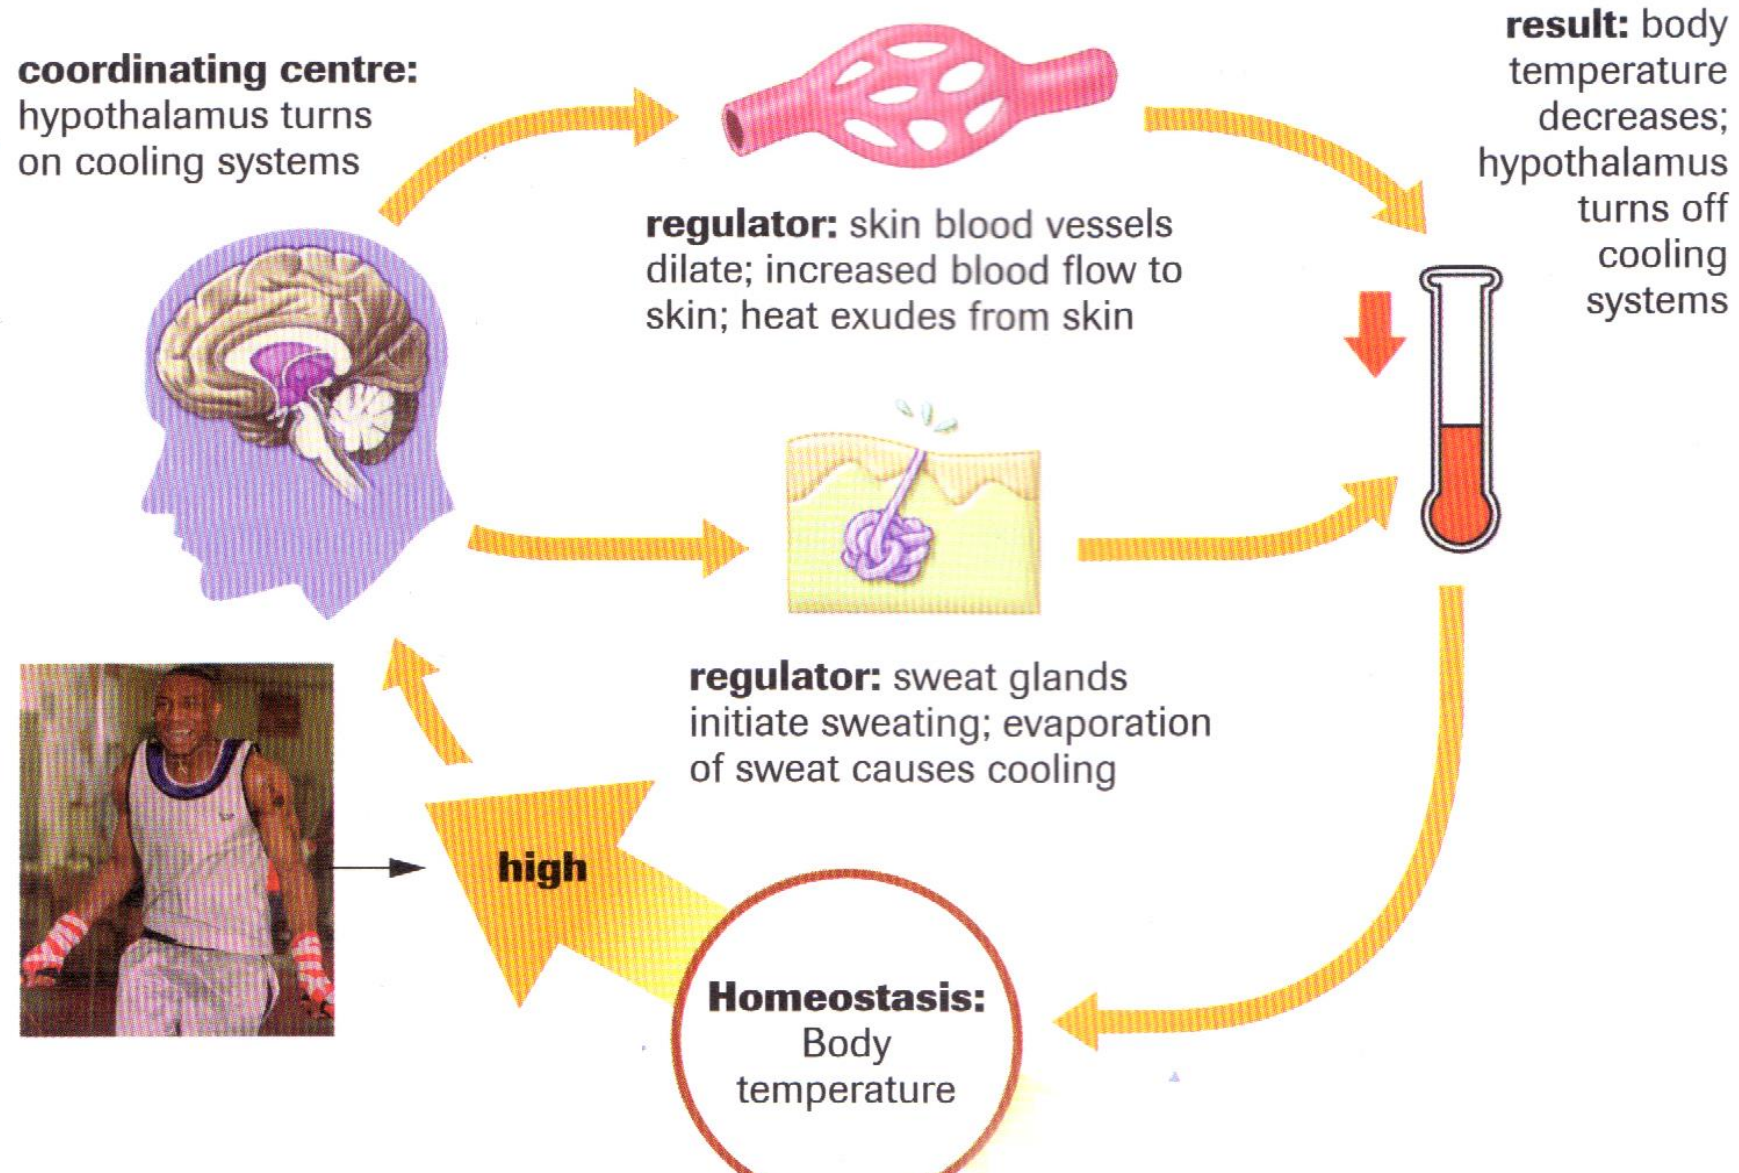 coordinating centre:
hypothalamus turns
on cooling systems
regulator: skin blood vessels
dilate; increased blood flow to
skin; heat exudes from skin
result: body
temperature
decreases;
hypothalamus
turns off
cooling
systems
regulator: sweat glands
initiate sweating; evaporation
of sweat causes cooling
high
Homeostasis:
Body
temperature